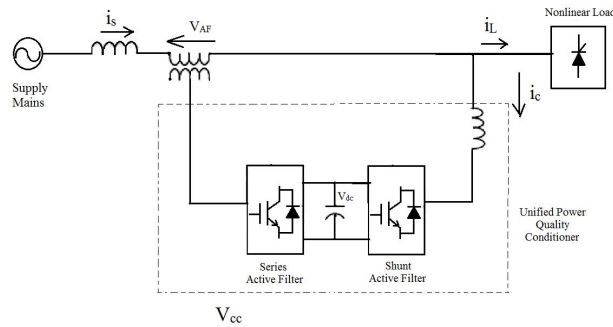 Nonlinear Load
is
VAF
iL
ic
Supply
Mains
Vdc
Series
Active Filter
Shunt
Active Filter
Unified Power
Quality
Conditioner
Vcc